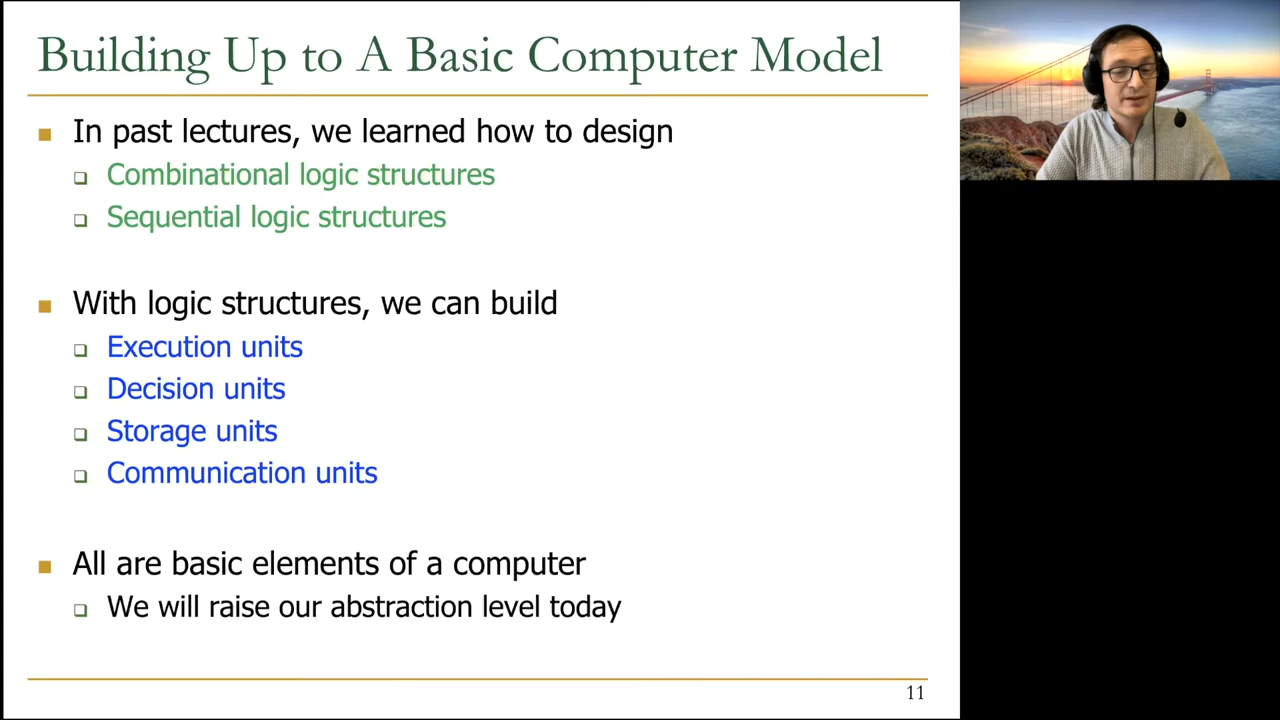 Building Up to A Basic Computer Model
In past lectures, we learned how to design
Combinational logic structures
Sequential logic structures
With logic structures, we can build
Execution units
Decision units
Storage units
Communication units
All are basic elements of a computer
We will raise our abstraction level today
11